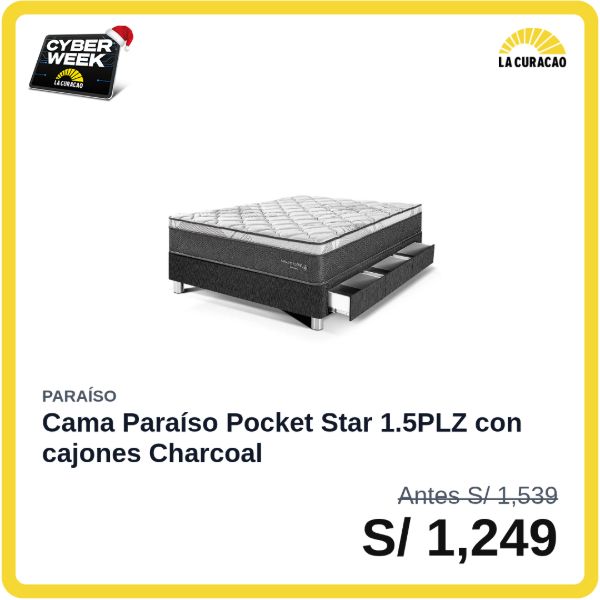 CYBER
WEEK
LA CURACAO
LA CURACAO
PARAÍSO
Cama Paraíso Pocket Star 1.5PLZ con
cajones Charcoal
Antes S/ 1,539
S/ 1,249